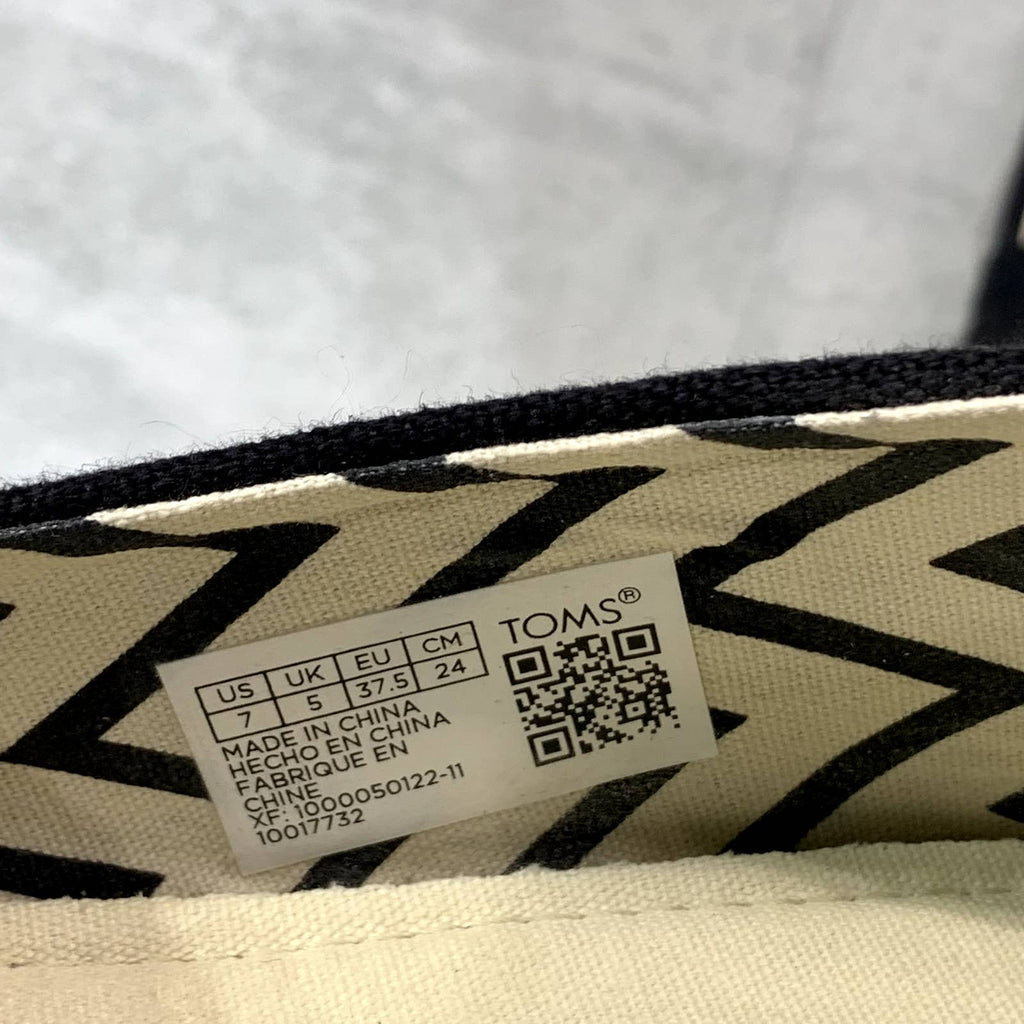 US UK EU CM
7 5 37.5 24
MADE IN CHINA
HECHO EN CHINA
FABRIQUE EN
CHINE
XF: 1000050122-11
10017732
TOMS®